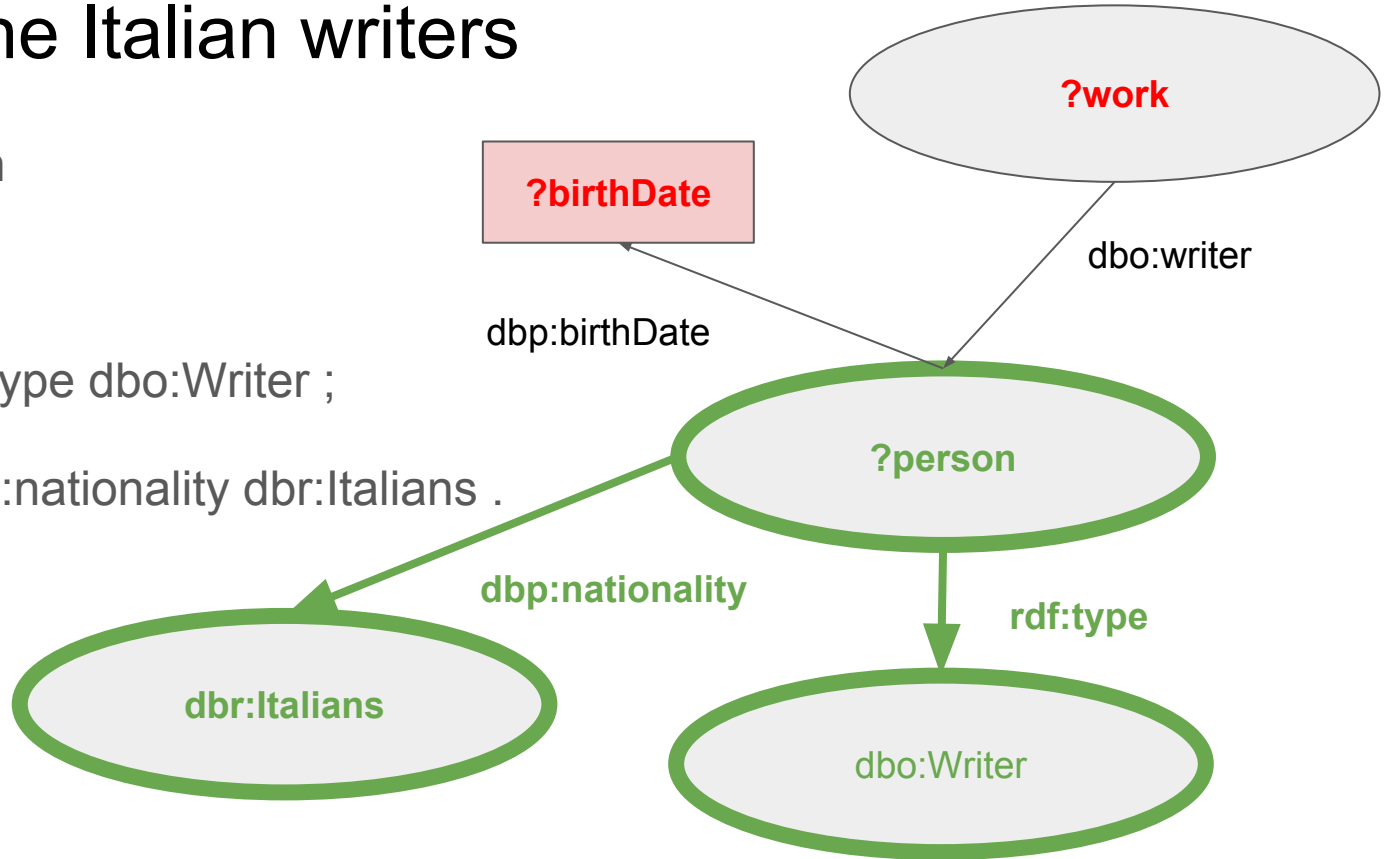 ne Italian writers
?work
?birthDate
dbo:writer
dbp:birthDate
ype dbo:Writer ;
?person
:nationality dbr:Italians .
dbp:nationality
rdf:type
dbr:Italians
dbo:Writer